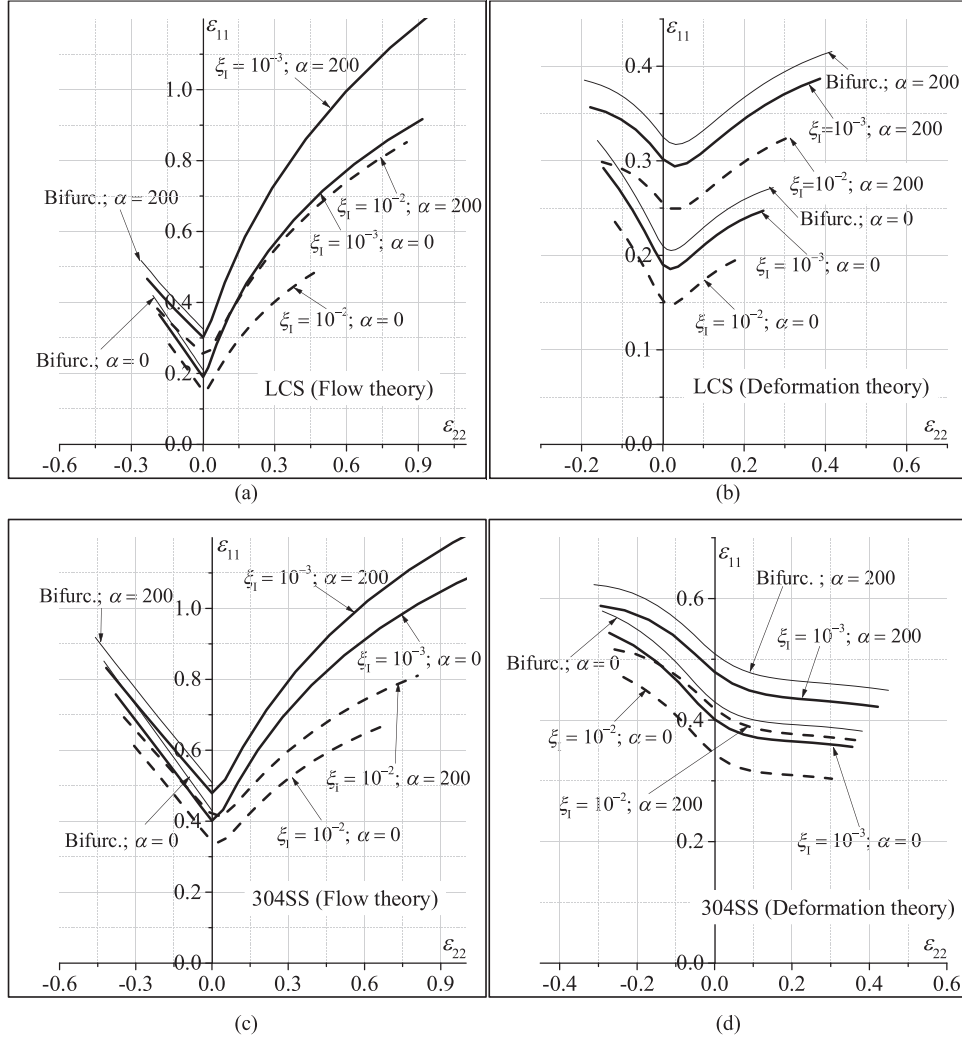 ε11
ξI = 10−3; α = 200
1.0
0.8
Bifurc.; α = 200
ξI = 10−2; α = 200
0.6
ξI = 10−3; α = 0
0.4
ξI = 10−2; α = 0
Bifurc.; α = 0
0.2
LCS (Flow theory)
0.0
ε22
-0.6 -0.3 0.0 0.3 0.6 0.9
(a)
ε11
0.4
Bifurc.; α = 200
ξI= 10−3; α = 200
0.3
ξI= 10−2; α = 200
Bifurc.; α = 0
0.2
ξI = 10−3; α = 0
ξI = 10−2; α = 0
0.1
LCS (Deformation theory)
0.0
ε22
-0.2 0.0 0.2 0.4 0.6
(b)
ε11
ξI = 10−3; α = 200
Bifurc.; α = 200
1.0
ξI = 10−3; α = 0
0.8
ξI = 10−2; α = 200
0.6
Bifurc.; α = 0
ξI = 10−2; α = 0
0.4
0.2
304SS (Flow theory)
0.0
ε22
-0.6 -0.3 0.0 0.3 0.6 0.9
(c)
ε11
Bifurc. ; α = 200
0.6
ξI = 10−3; α = 200
Bifurc.; α = 0
0.4
ξI = 10−2; α = 0
ξI = 10−2; α = 200
ξI = 10−3; α = 0
0.2
304SS (Deformation theory)
0.0
ε22
-0.4 -0.2 0.0 0.2 0.4 0.6
(d)